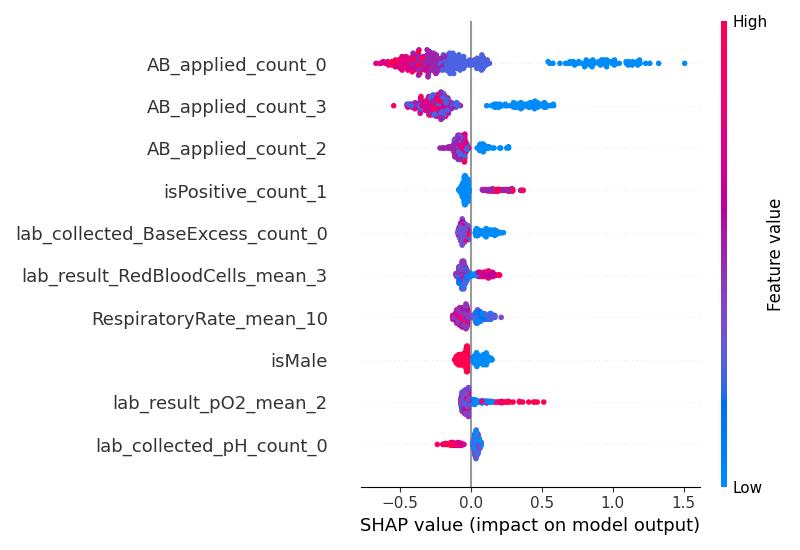 High
AB_applied_count_0
AB_applied_count_3
AB_applied_count_2
isPositive_count_1
lab_collected_BaseExcess_count_0
lab_result_RedBloodCells_mean_3
RespiratoryRate_mean_10
isMale
lab_result_pO2_mean_2
lab_collected_pH_count_0
Feature value
Low
−0.5 0.0 0.5 1.0 1.5
SHAP value (impact on model output)